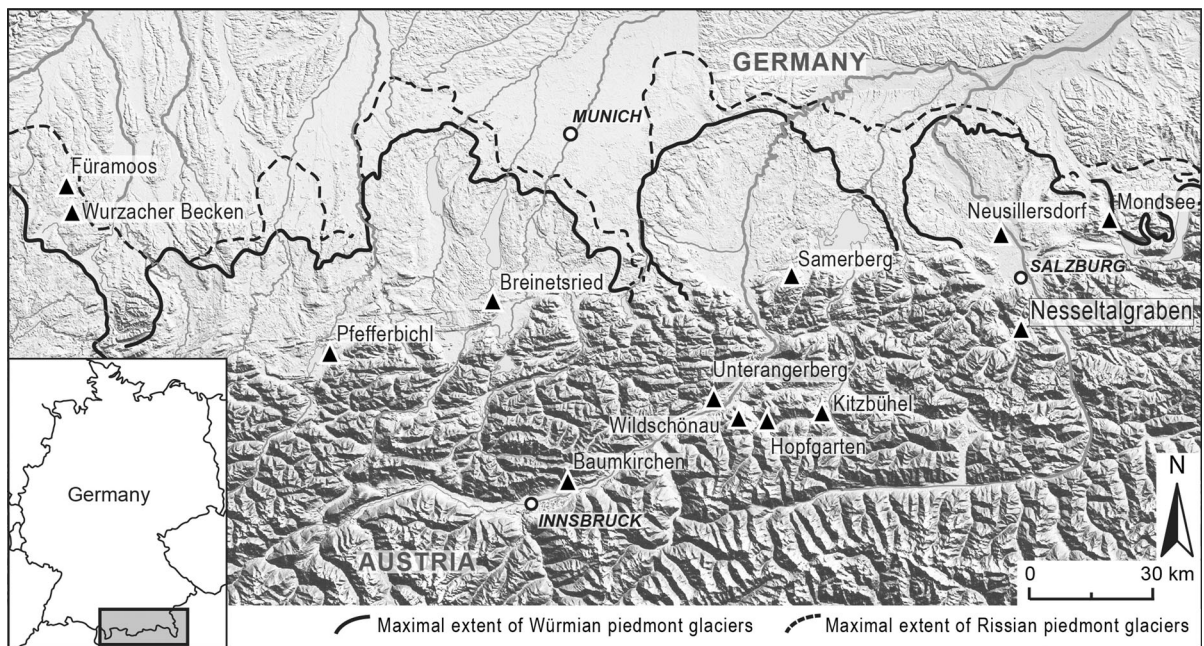 GERMANY
MUNICH
Füramoos
Wurzacher Becken
Mondsee
Neusillersdorf
SALZBURG
Samerberg
Breinetsried
Nesseltalgraben
Pfefferbichl
Unterangerberg
Kitzbühel
Wildschönau
Hopfgarten
Baumkirchen
INNSBRUCK
AUSTRIA
Germany
N
0 30 km
Maximal extent of Würmian piedmont glaciers Maximal extent of Rissian piedmont glaciers